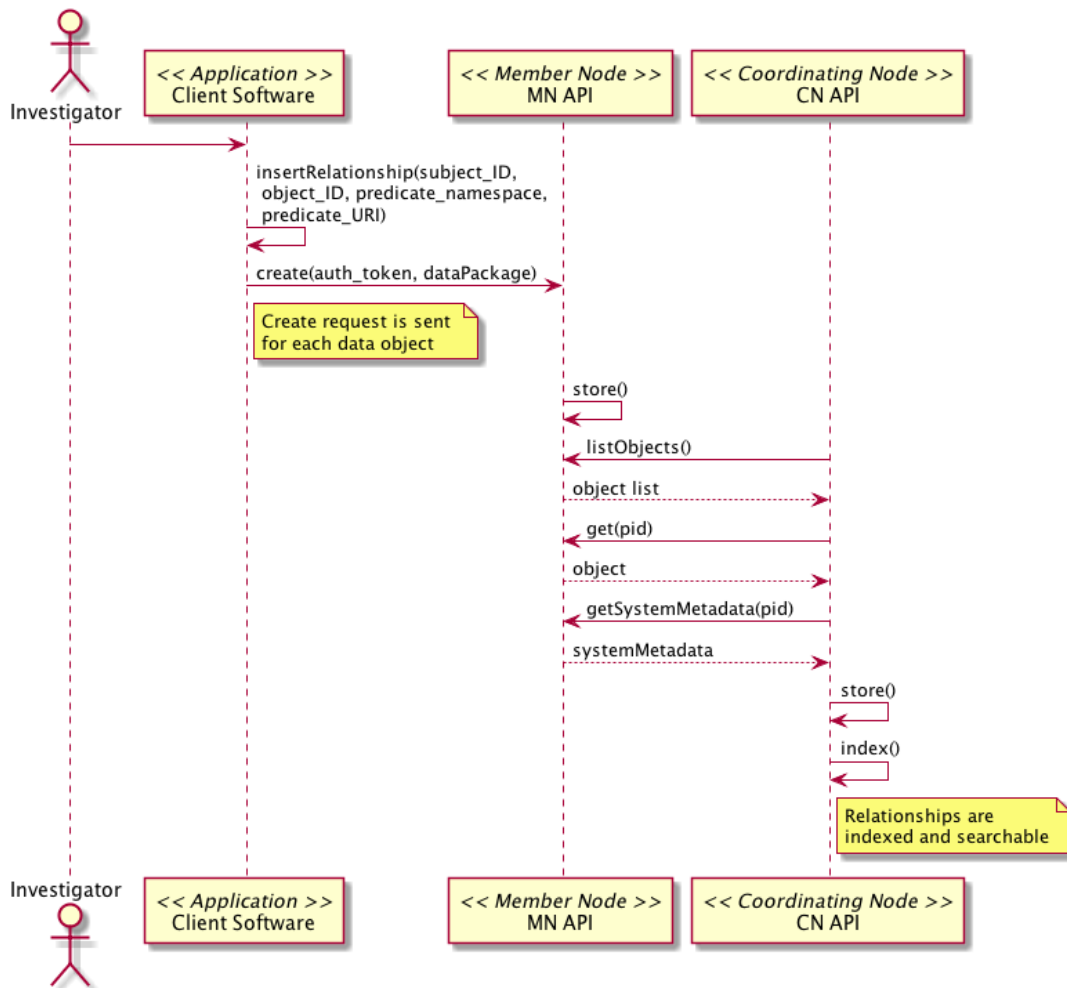 Investigator
<< Application >>
Client Software
<< Member Node >>
MN API
<< Coordinating Node >>
CN API
insertRelationship(subject_ID,
object_ID, predicate_namespace,
predicate_URI)
create(auth_token, dataPackage)
Create request is sent
for each data object
store()
listObjects()
object list
get(pid)
object
getSystemMetadata(pid)
systemMetadata
store()
index()
Relationships are
indexed and searchable
Investigator
<< Application >>
Client Software
<< Member Node >>
MN API
<< Coordinating Node >>
CN API